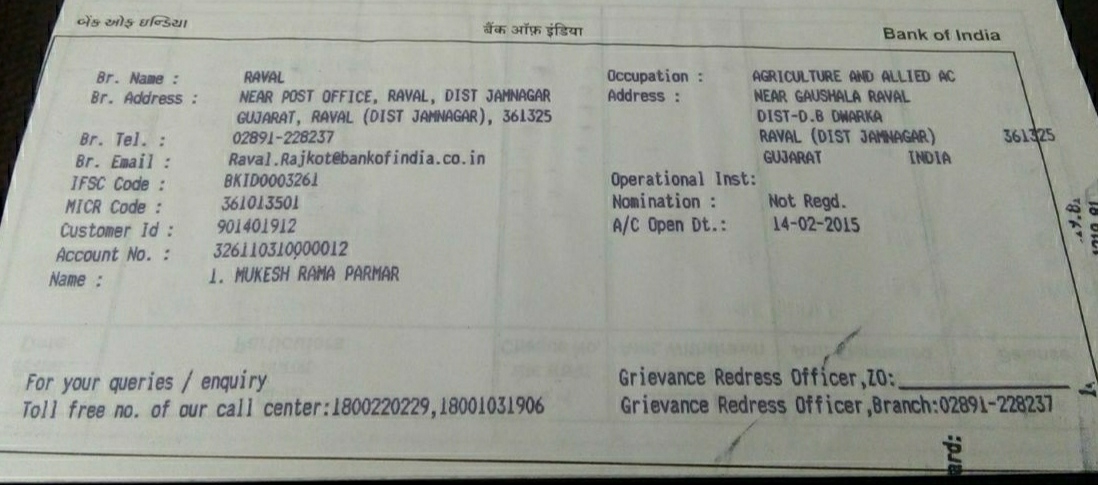 બેંક ઓફ ઇન્ડિયા बैंक ऑफ़ इंडिया Bank of India
Br. Name : RAVAL
Br. Address : NEAR POST OFFICE, RAVAL, DIST JAMNAGAR
GUJARAT, RAVAL (DIST JAMNAGAR), 361325
Br. Tel. : 02891-228237
Br. Email : Raval.Rajkot@bankofindia.co.in
IFSC Code : BKID0003261
MICR Code : 361013501
Customer Id : 901401912
Account No. : 326110310000012
Name : 1. MUKESH RAMA PARMAR
Occupation : AGRICULTURE AND ALLIED AC
Address : NEAR GAUSHALA RAVAL
DIST-D.B DWARKA
RAVAL (DIST JAMNAGAR) 361325
GUJARAT INDIA
Operational Inst:
Nomination : Not Regd.
A/C Open Dt.: 14-02-2015
For your queries / enquiry
Toll free no. of our call center:1800220229,18001031906
Grievance Redress Officer,ZO:
Grievance Redress Officer,Branch:02891-228237